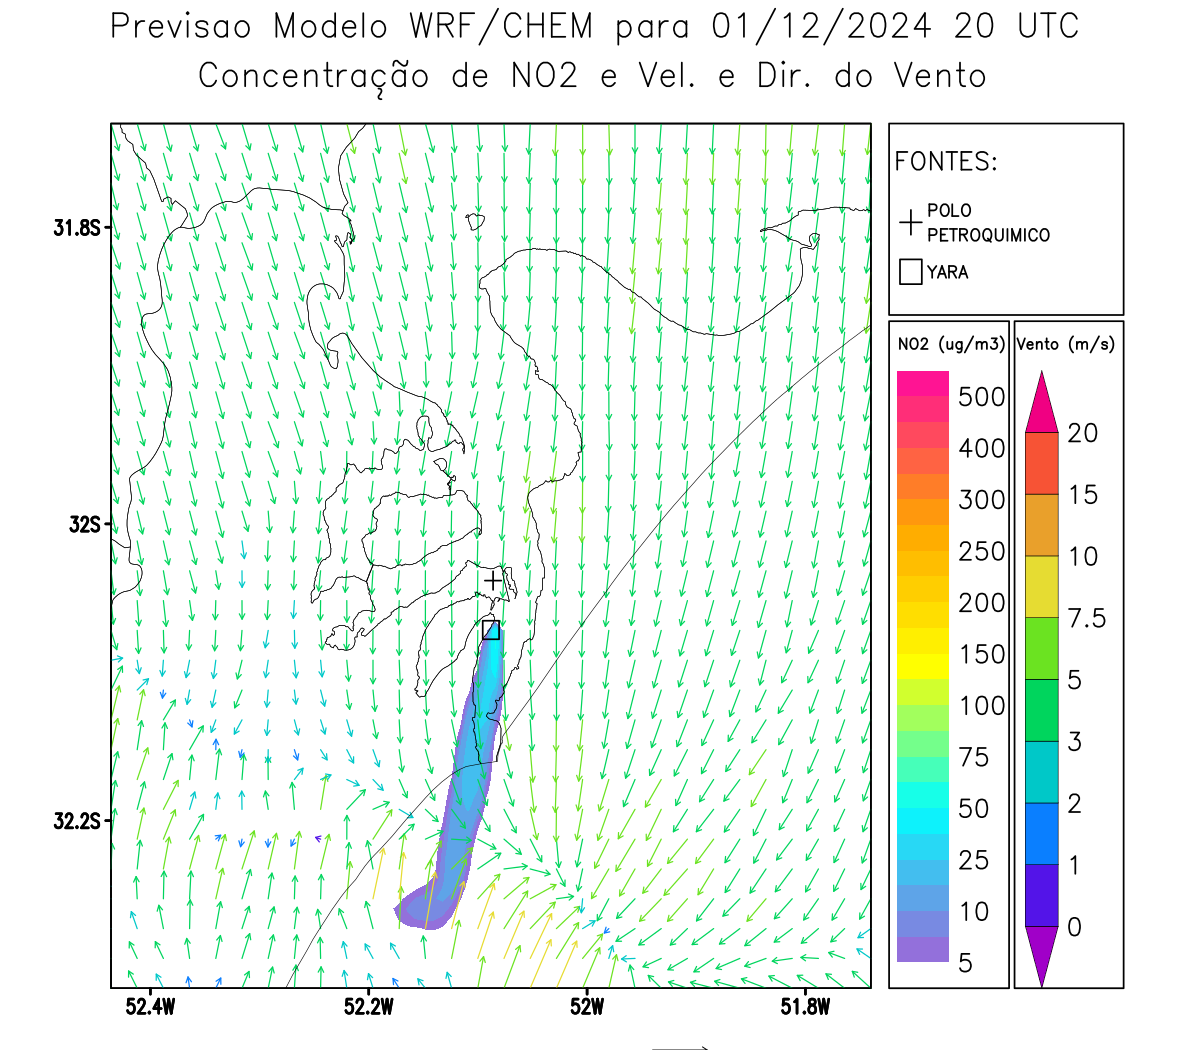 Previsao Modelo WRF/CHEM para 01/12/2024 20 UTC
Concentração de NO2 e Vel. e Dir. do Vento
FONTES:
POLO
PETROQUIMICO
YARA
NO2 (ug/m3)
500
400
300
250
200
150
100
75
50
25
10
5
Vento (m/s)
20
15
10
7.5
5
3
2
1
0
31.8S
32S
32.2S
52.4W
52.2W
52W
51.8W